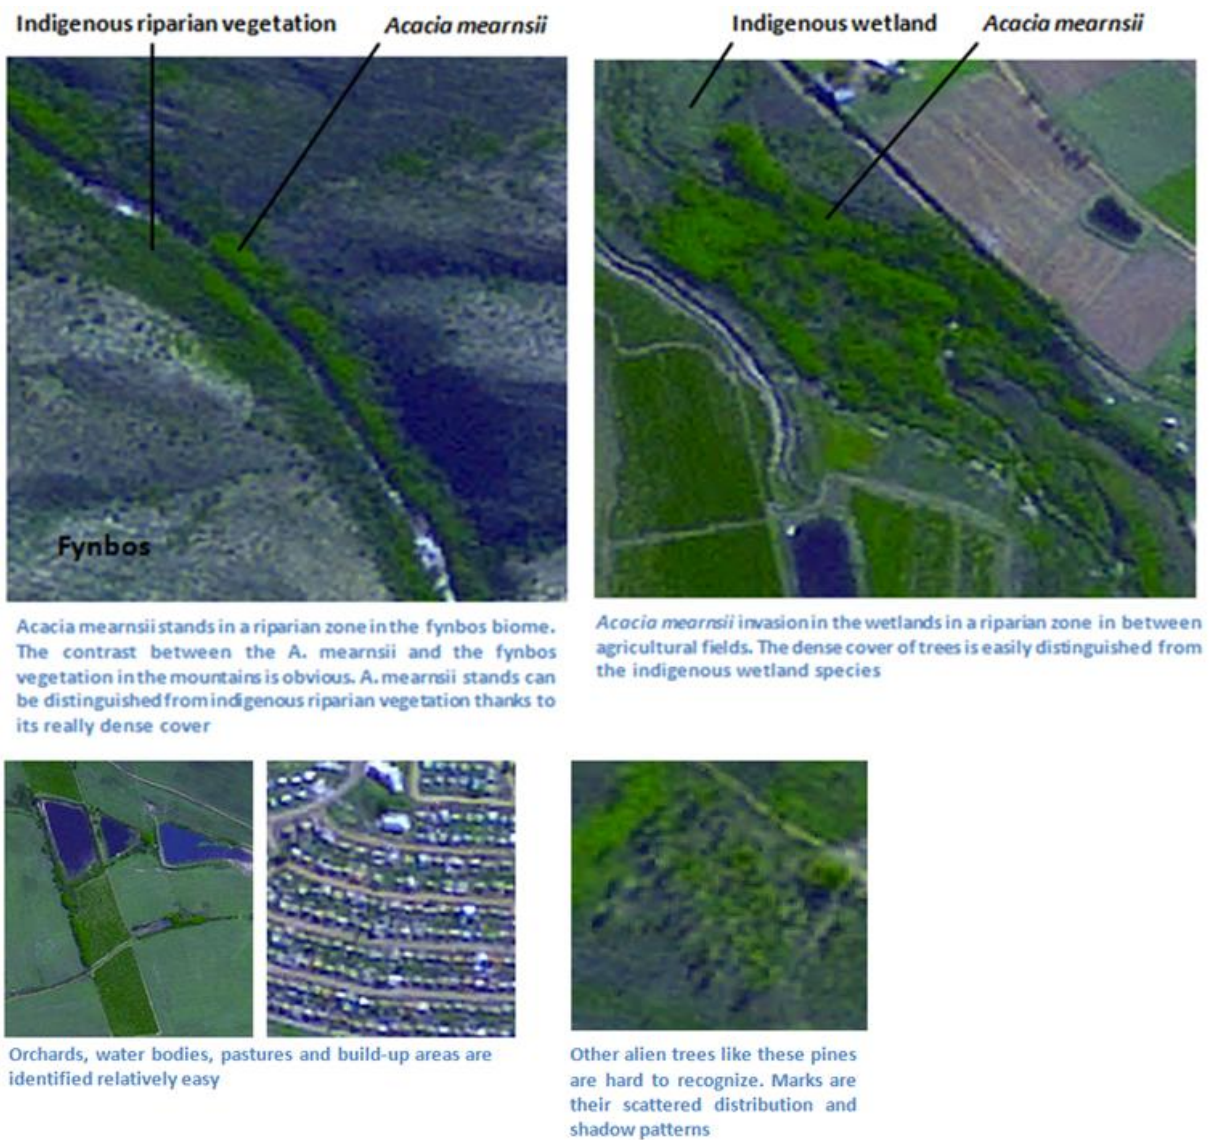 Indigenous riparian vegetation
Acacia mearnsii
Indigenous wetland
Acacia mearnsii
Fynbos
Acacia mearnsii stands in a riparian zone in the fynbos biome.
The contrast between the A. mearnsii and the fynbos
vegetation in the mountains is obvious. A. mearnsii stands can
be distinguished from indigenous riparian vegetation thanks to
its really dense cover
Acacia mearnsii invasion in the wetlands in a riparian zone in between
agricultural fields. The dense cover of trees is easily distinguished from
the indigenous wetland species
Orchards, water bodies, pastures and build-up areas are
identified relatively easy
Other alien trees like these pines
are hard to recognize. Marks are
their scattered distribution and
shadow patterns